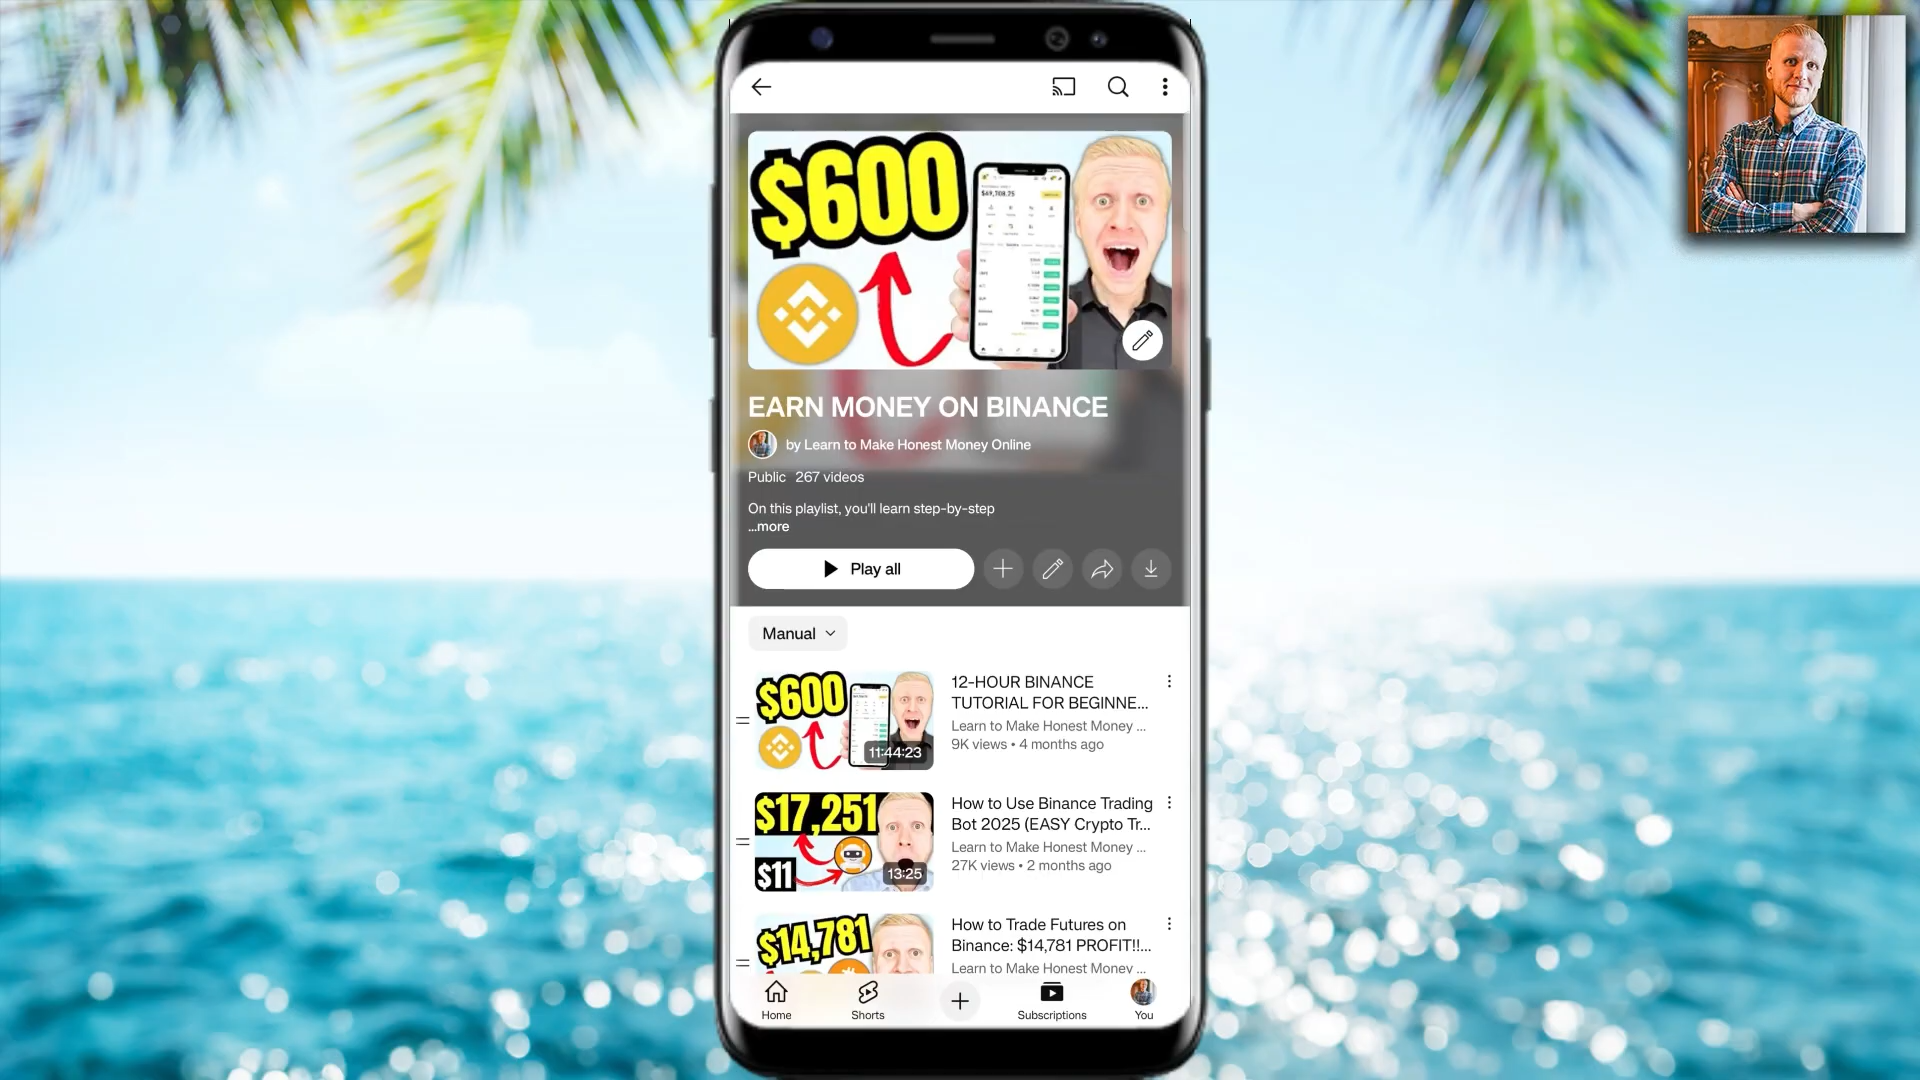 $600
$49,708.25
EARN MONEY ON BINANCE
by Learn to Make Honest Money Online
Public 267 videos
On this playlist, you'll learn step-by-step
...more
Play all
Manual
$600
11:44:23
12-HOUR BINANCE
TUTORIAL FOR BEGINNE...
Learn to Make Honest Money ...
9K views • 4 months ago
$17,251
$11
13:25
How to Use Binance Trading
Bot 2025 (EASY Crypto Tr...
Learn to Make Honest Money ...
27K views • 2 months ago
$14,781
How to Trade Futures on
Binance: $14,781 PROFIT!!...
Learn to Make Honest Money ...
Home
Shorts
Subscriptions
You